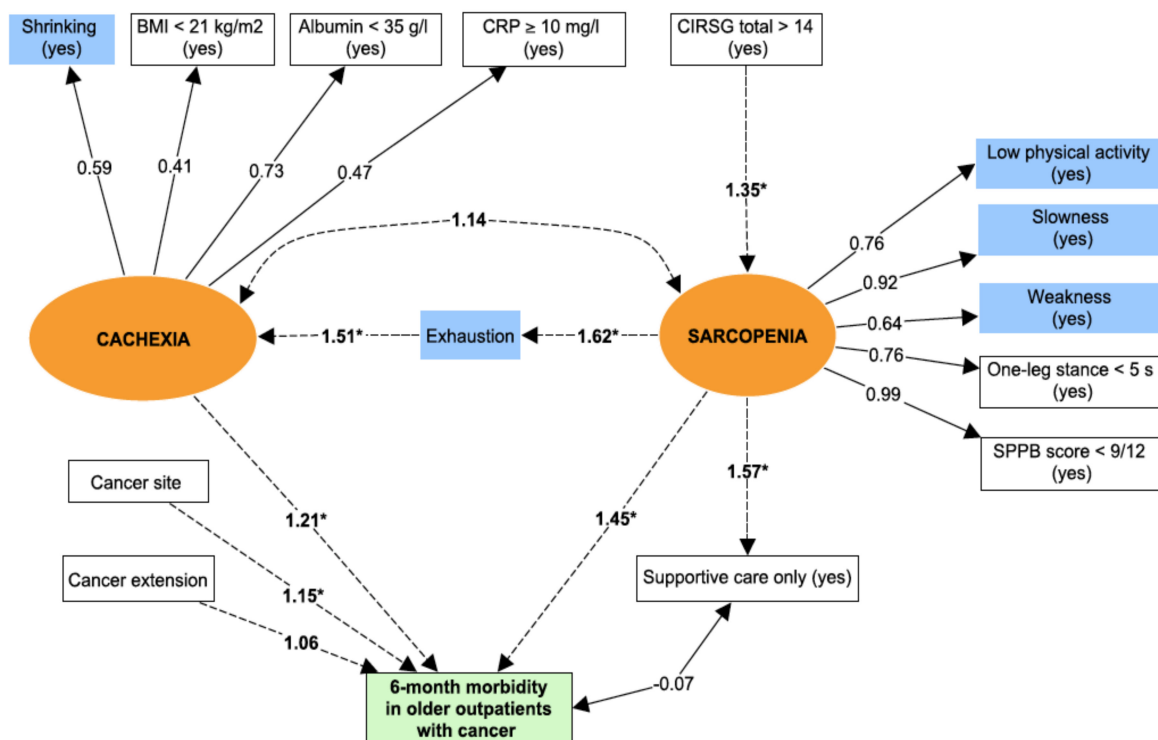 Shrinking
(yes)
BMI < 21 kg/m2
(yes)
Albumin < 35 g/l
(yes)
CRP ≥ 10 mg/l
(yes)
CIRSG total > 14
(yes)
0.59
0.41
0.73
0.47
1.35*
Low physical activity
(yes)
Slowness
(yes)
Weakness
(yes)
One-leg stance < 5 s
(yes)
SPPB score < 9/12
(yes)
0.76
0.92
0.64
0.76
0.99
1.14
CACHEXIA
1.51*
Exhaustion
1.62*
SARCOPENIA
Cancer site
Cancer extension
1.21*
1.15*
1.06
1.45*
1.57*
Supportive care only (yes)
-0.07
6-month morbidity
in older outpatients
with cancer